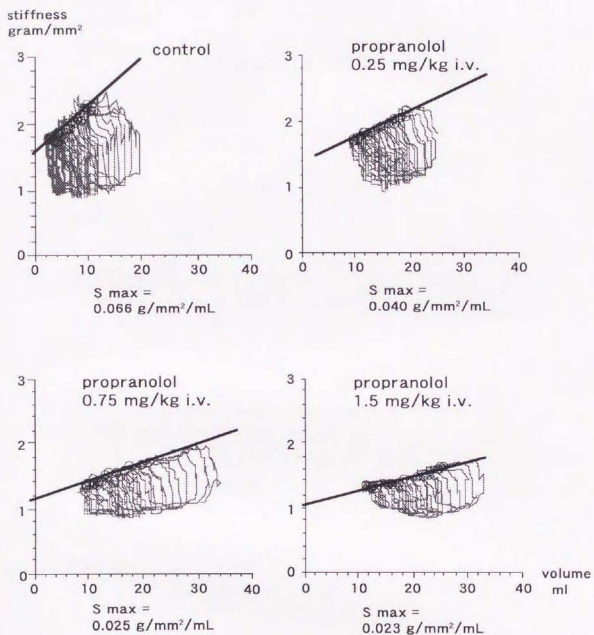 stiffness
gram/mm²
control
3
2
1
0
0 10 20 30 40
S max =
0.066 g/mm²/mL
propranolol
0.25 mg/kg i.v.
3
2
1
0
0 10 20 30 40
S max =
0.040 g/mm²/mL
propranolol
0.75 mg/kg i.v.
3
2
1
0
0 10 20 30 40
S max =
0.025 g/mm²/mL
propranolol
1.5 mg/kg i.v.
3
2
1
0
0 10 20 30 40
volume
ml
S max =
0.023 g/mm²/mL